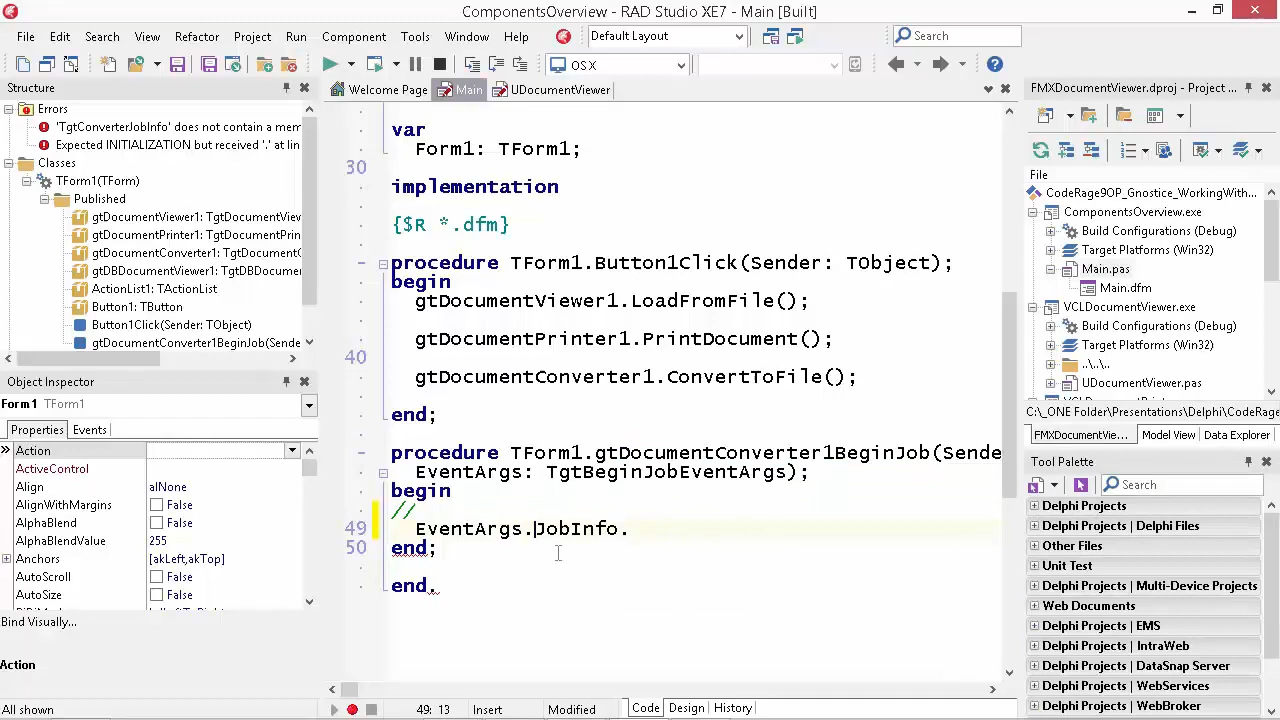 ComponentsOverview - RAD Studio XE7 - Main [Built]
File Edit Search View Refactor Project Run Component Tools Window Help Default Layout Search
OS X
Structure
Errors
'TgtConverterJobInfo' does not contain a mem
Expected INITIALIZATION but received '.' at lin
Classes
TForm1(TForm)
Published
gtDocumentViewer1: TgtDocumentView
gtDocumentPrinter1: TgtDocumentPrin
gtDocumentConverter1: TgtDocumentC
gtDBDocumentViewer1: TgtDBDocument
ActionList1: TActionList
Button1: TButton
Button1Click(Sender: TObject)
gtDocumentConverter1BeginJob(Sende
Object Inspector
Form1 TForm1
Properties Events
Action
ActiveControl
Align alNone
AlignWithMargins False
AlphaBlend False
AlphaBlendValue 255
Anchors [akLeft,akTop]
AutoScroll False
AutoSize False
Bind Visually...
Action
All shown
Welcome Page Main UDocumentViewer
var
Form1: TForm1;
30
implementation
{$R *.dfm}
procedure TForm1.Button1Click(Sender: TObject);
begin
gtDocumentViewer1.LoadFromFile();
gtDocumentPrinter1.PrintDocument();
40
gtDocumentConverter1.ConvertToFile();
end;
procedure TForm1.gtDocumentConverter1BeginJob(Sende
EventArgs: TgtBeginJobEventArgs);
begin
//
49 EventArgs.JobInfo.
50 end;
end.
49: 13 Insert Modified Code Design History
FMXDocumentViewer.dproj - Project ...
File
CodeRage9OP_Gnostice_WorkingWith...
ComponentsOverview.exe
Build Configurations (Debug)
Target Platforms (Win32)
Main.pas
Main.dfm
VCLDocumentViewer.exe
Build Configurations (Debug)
Target Platforms (Win32)
..\..\..
UDocumentViewer.pas
C:\_ONE Folder\Presentations\Delphi\CodeRag
FMXDocumentVie... Model View Data Explorer
Tool Palette
Search
Delphi Projects
Delphi Projects | Delphi Files
Other Files
Unit Test
Delphi Projects | Multi-Device Projects
Web Documents
Delphi Projects | EMS
Delphi Projects | IntraWeb
Delphi Projects | DataSnap Server
Delphi Projects | WebServices
Delphi Projects | WebBroker